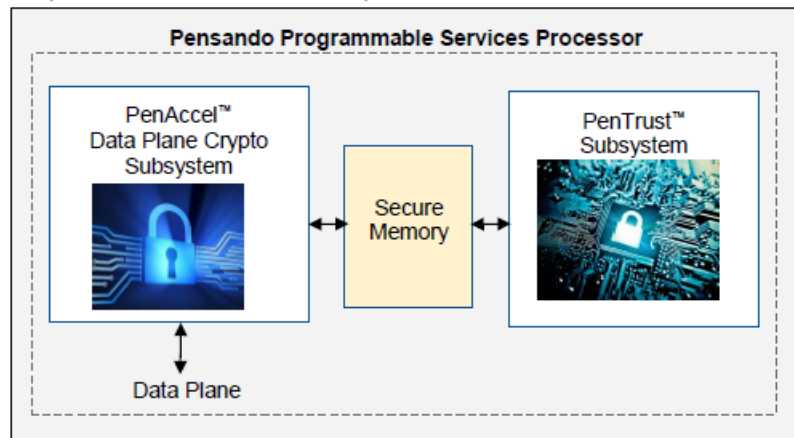 Pensando Programmable Services Processor
PenAccel™
Data Plane Crypto
Subsystem
Secure
Memory
PenTrust™
Subsystem
Data Plane